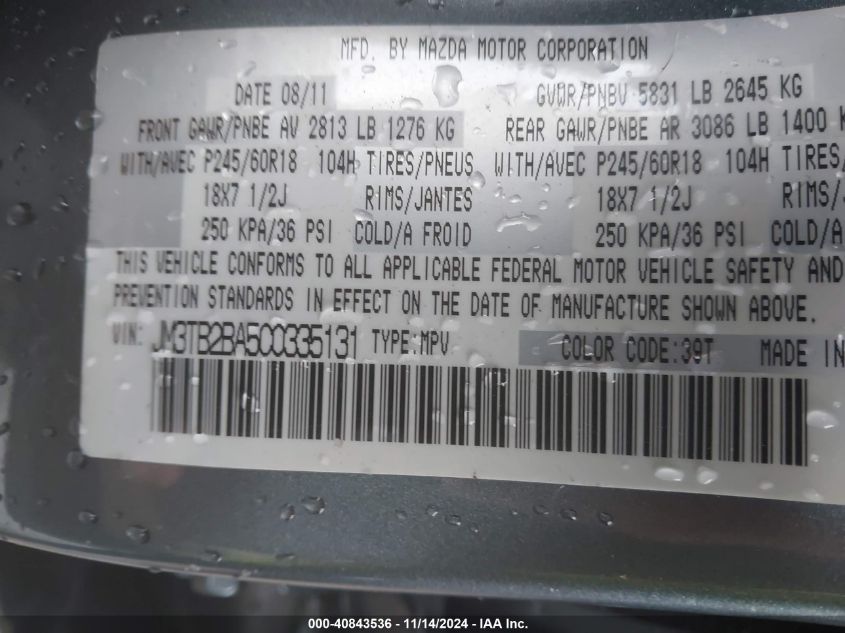 MFD. BY MAZDA MOTOR CORPORATION
DATE 08/11 GVWR/PNBV 5831 LB 2645 KG
FRONT GAWR/PNBE AV 2813 LB 1276 KG REAR GAWR/PNBE AR 3086 LB 1400 K
WITH/AVEC P245/60R18 104H TIRES/PNEUS WITH/AVEC P245/60R18 104H TIRES/
18X7 1/2J RIMS/JANTES 18X7 1/2J RIMS/
250 KPA/36 PSI COLD/A FROID 250 KPA/36 PSI COLD/A
THIS VEHICLE CONFORMS TO ALL APPLICABLE FEDERAL MOTOR VEHICLE SAFETY AND
PREVENTION STANDARDS IN EFFECT ON THE DATE OF MANUFACTURE SHOWN ABOVE.
VIN: JM3TB2BA5C0335131 TYPE:MPV COLOR CODE:39T MADE IN
000-40843536 - 11/14/2024 - IAA Inc.